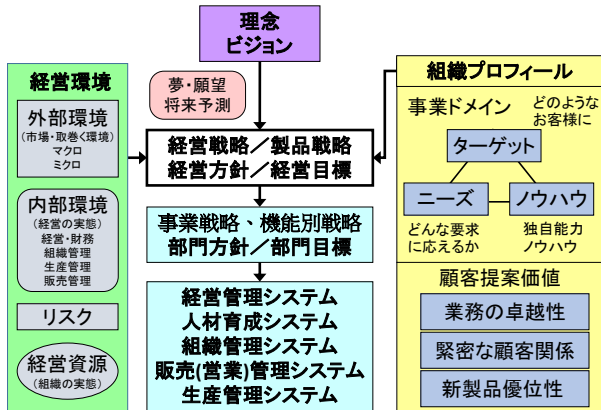 理念
ビジョン
夢・願望
将来予測
経営戦略／製品戦略
経営方針／経営目標
事業戦略、機能別戦略
部門方針／部門目標
経営管理システム
人材育成システム
組織管理システム
販売(営業)管理システム
生産管理システム
経営環境
外部環境
(市場・取巻く環境)
マクロ
ミクロ
内部環境
(経営の実態)
経営・財務
組織管理
生産管理
販売管理
リスク
経営資源
(組織の実態)
組織プロフィール
事業ドメイン
どのような
お客様に
ターゲット
ニーズ
ノウハウ
どんな要求
に応えるか
独自能力
ノウハウ
顧客提案価値
業務の卓越性
緊密な顧客関係
新製品優位性